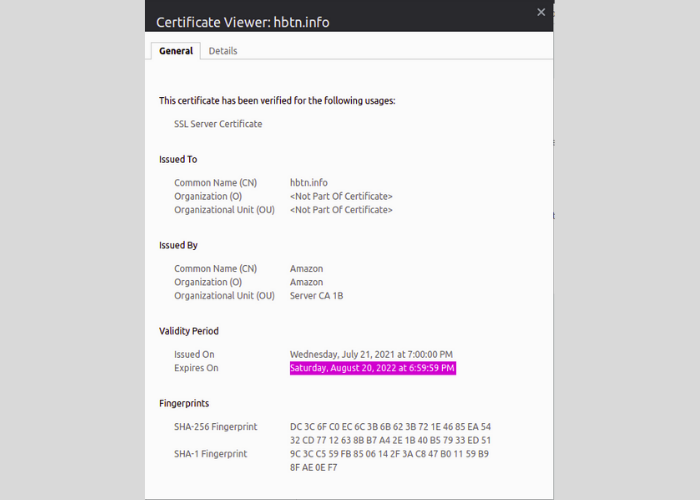 Certificate Viewer: hbtn.info
General Details
This certificate has been verified for the following usages:
SSL Server Certificate
Issued To
Common Name (CN) hbtn.info
Organization (O) <Not Part Of Certificate>
Organizational Unit (OU) <Not Part Of Certificate>
Issued By
Common Name (CN) Amazon
Organization (O) Amazon
Organizational Unit (OU) Server CA 1B
Validity Period
Issued On Wednesday, July 21, 2021 at 7:00:00 PM
Expires On Saturday, August 20, 2022 at 6:59:59 PM
Fingerprints
SHA-256 Fingerprint DC 3C 6F C0 EC 6C 3B 6B 62 3B 72 1E 46 85 EA 54
32 CD 77 12 63 8B B7 A4 2E 1B 40 B5 79 33 ED 51
SHA-1 Fingerprint 9C 3C C5 59 FB 85 06 14 2F 3A C8 47 B0 11 59 B9
8F AE 0E F7